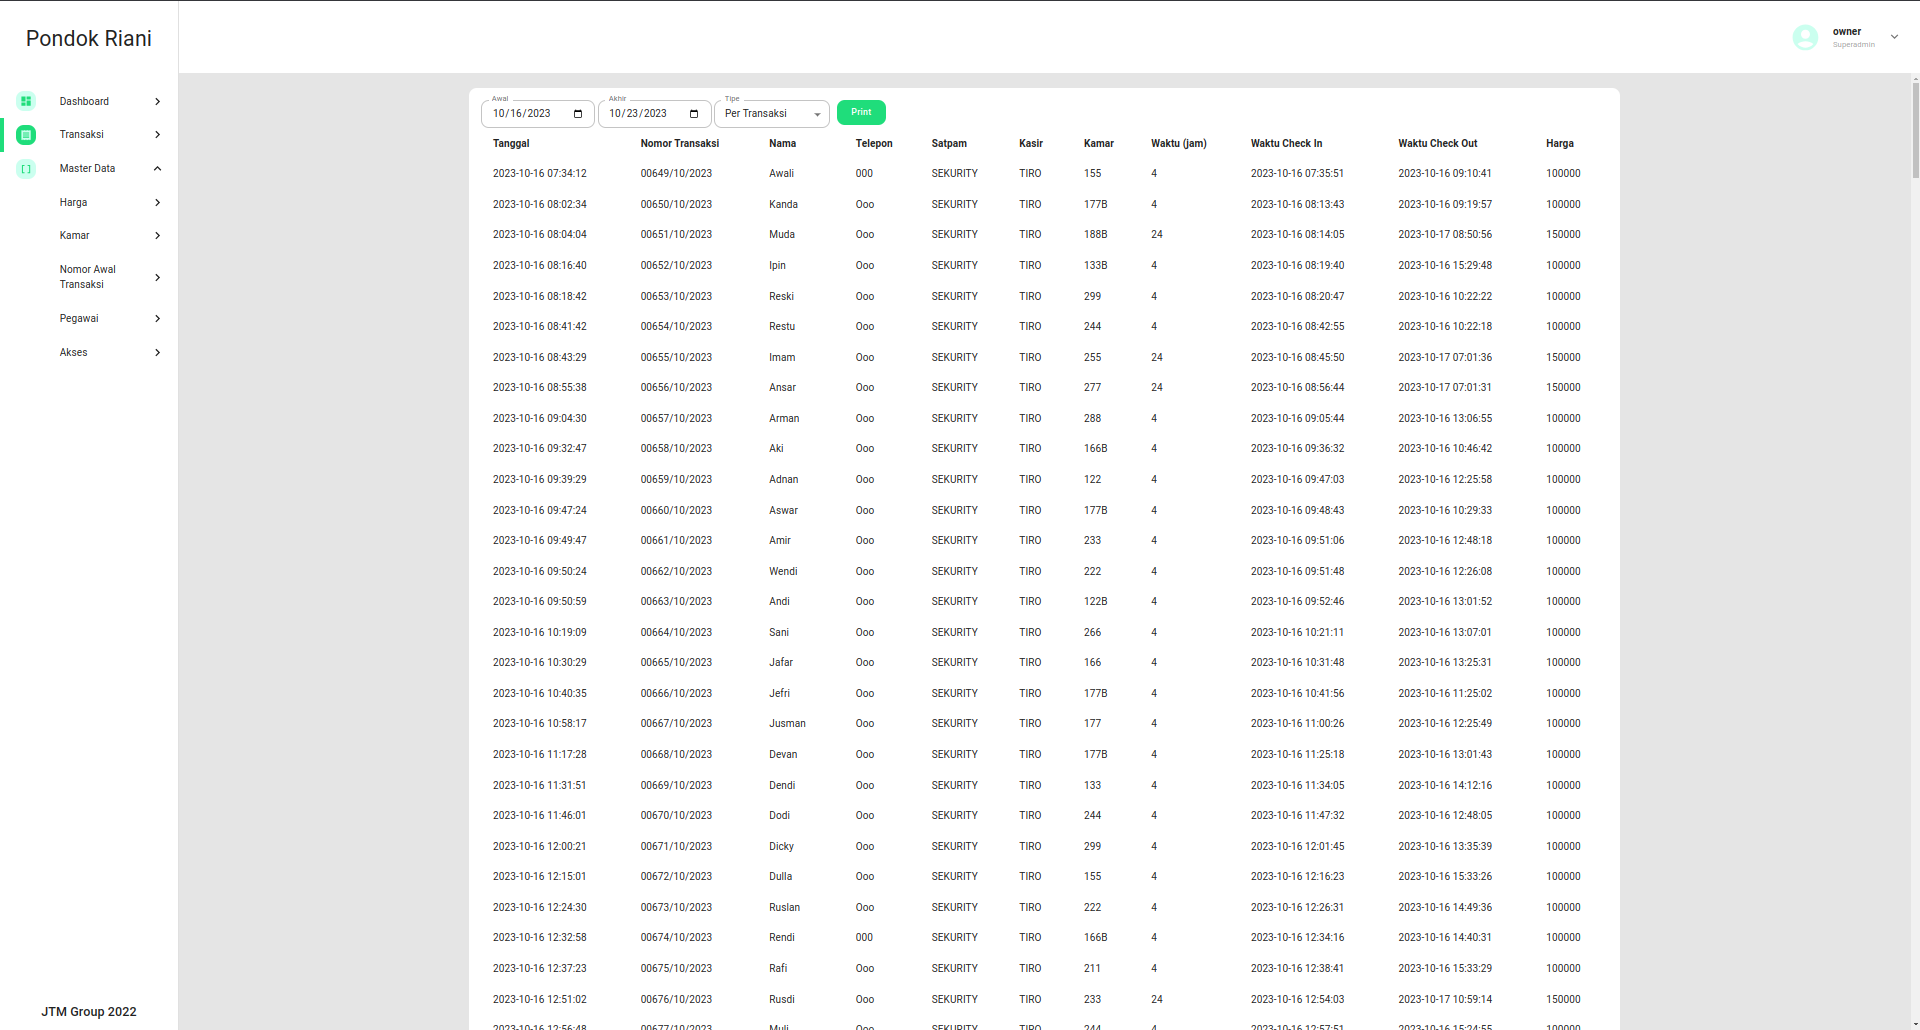 Pondok Riani
owner
Superadmin
Dashboard
Transaksi
Master Data
Harga
Kamar
Nomor Awal
Transaksi
Pegawai
Akses
JTM Group 2022
Awal
10/16/2023
Akhir
10/23/2023
Tipe
Per Transaksi
Print
Tanggal Nomor Transaksi Nama Telepon Satpam Kasir Kamar Waktu (jam) Waktu Check In Waktu Check Out Harga
2023-10-16 07:34:12 00649/10/2023 Awali 000 SEKURITY TIRO 155 4 2023-10-16 07:35:51 2023-10-16 09:10:41 100000
2023-10-16 08:02:34 00650/10/2023 Kanda Ooo SEKURITY TIRO 177B 4 2023-10-16 08:13:43 2023-10-16 09:19:57 100000
2023-10-16 08:04:04 00651/10/2023 Muda Ooo SEKURITY TIRO 188B 24 2023-10-16 08:14:05 2023-10-17 08:50:56 150000
2023-10-16 08:16:40 00652/10/2023 Ipin Ooo SEKURITY TIRO 133B 4 2023-10-16 08:19:40 2023-10-16 15:29:48 100000
2023-10-16 08:18:42 00653/10/2023 Reski Ooo SEKURITY TIRO 299 4 2023-10-16 08:20:47 2023-10-16 10:22:22 100000
2023-10-16 08:41:42 00654/10/2023 Restu Ooo SEKURITY TIRO 244 4 2023-10-16 08:42:55 2023-10-16 10:22:18 100000
2023-10-16 08:43:29 00655/10/2023 Imam Ooo SEKURITY TIRO 255 24 2023-10-16 08:45:50 2023-10-17 07:01:36 150000
2023-10-16 08:55:38 00656/10/2023 Ansar Ooo SEKURITY TIRO 277 24 2023-10-16 08:56:44 2023-10-17 07:01:31 150000
2023-10-16 09:04:30 00657/10/2023 Arman Ooo SEKURITY TIRO 288 4 2023-10-16 09:05:44 2023-10-16 13:06:55 100000
2023-10-16 09:32:47 00658/10/2023 Aki Ooo SEKURITY TIRO 166B 4 2023-10-16 09:36:32 2023-10-16 10:46:42 100000
2023-10-16 09:39:29 00659/10/2023 Adnan Ooo SEKURITY TIRO 122 4 2023-10-16 09:47:03 2023-10-16 12:25:58 100000
2023-10-16 09:47:24 00660/10/2023 Aswar Ooo SEKURITY TIRO 177B 4 2023-10-16 09:48:43 2023-10-16 10:29:33 100000
2023-10-16 09:49:47 00661/10/2023 Amir Ooo SEKURITY TIRO 233 4 2023-10-16 09:51:06 2023-10-16 12:48:18 100000
2023-10-16 09:50:24 00662/10/2023 Wendi Ooo SEKURITY TIRO 222 4 2023-10-16 09:51:48 2023-10-16 12:26:08 100000
2023-10-16 09:50:59 00663/10/2023 Andi Ooo SEKURITY TIRO 122B 4 2023-10-16 09:52:46 2023-10-16 13:01:52 100000
2023-10-16 10:19:09 00664/10/2023 Sani Ooo SEKURITY TIRO 266 4 2023-10-16 10:21:11 2023-10-16 13:07:01 100000
2023-10-16 10:30:29 00665/10/2023 Jafar Ooo SEKURITY TIRO 166 4 2023-10-16 10:31:48 2023-10-16 13:25:31 100000
2023-10-16 10:40:35 00666/10/2023 Jefri Ooo SEKURITY TIRO 177B 4 2023-10-16 10:41:56 2023-10-16 11:25:02 100000
2023-10-16 10:58:17 00667/10/2023 Jusman Ooo SEKURITY TIRO 177 4 2023-10-16 11:00:26 2023-10-16 12:25:49 100000
2023-10-16 11:17:28 00668/10/2023 Devan Ooo SEKURITY TIRO 177B 4 2023-10-16 11:25:18 2023-10-16 13:01:43 100000
2023-10-16 11:31:51 00669/10/2023 Dendi Ooo SEKURITY TIRO 133 4 2023-10-16 11:34:05 2023-10-16 14:12:16 100000
2023-10-16 11:46:01 00670/10/2023 Dodi Ooo SEKURITY TIRO 244 4 2023-10-16 11:47:32 2023-10-16 12:48:05 100000
2023-10-16 12:00:21 00671/10/2023 Dicky Ooo SEKURITY TIRO 299 4 2023-10-16 12:01:45 2023-10-16 13:35:39 100000
2023-10-16 12:15:01 00672/10/2023 Dulla Ooo SEKURITY TIRO 155 4 2023-10-16 12:16:23 2023-10-16 15:33:26 100000
2023-10-16 12:24:30 00673/10/2023 Ruslan Ooo SEKURITY TIRO 222 4 2023-10-16 12:26:31 2023-10-16 14:49:36 100000
2023-10-16 12:32:58 00674/10/2023 Rendi 000 SEKURITY TIRO 166B 4 2023-10-16 12:34:16 2023-10-16 14:40:31 100000
2023-10-16 12:37:23 00675/10/2023 Rafi Ooo SEKURITY TIRO 211 4 2023-10-16 12:38:41 2023-10-16 15:33:29 100000
2023-10-16 12:51:02 00676/10/2023 Rusdi Ooo SEKURITY TIRO 233 24 2023-10-16 12:54:03 2023-10-17 10:59:14 150000
2023-10-16 12:56:48 00677/10/2023 Muli Ooo SEKURITY TIRO 244 4 2023-10-16 12:57:51 2023-10-16 15:24:55 100000